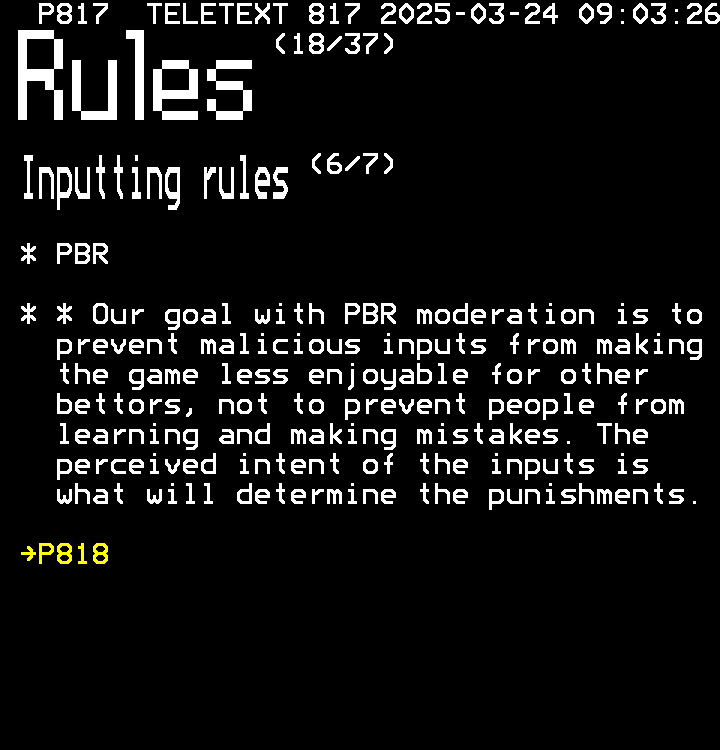 P817 TELETEXT 817 2025-03-24 09:03:26
Rules (18/37)
Inputting rules (6/7)
* PBR
* * Our goal with PBR moderation is to
prevent malicious inputs from making
the game less enjoyable for other
bettors, not to prevent people from
learning and making mistakes. The
perceived intent of the inputs is
what will determine the punishments.
→P818